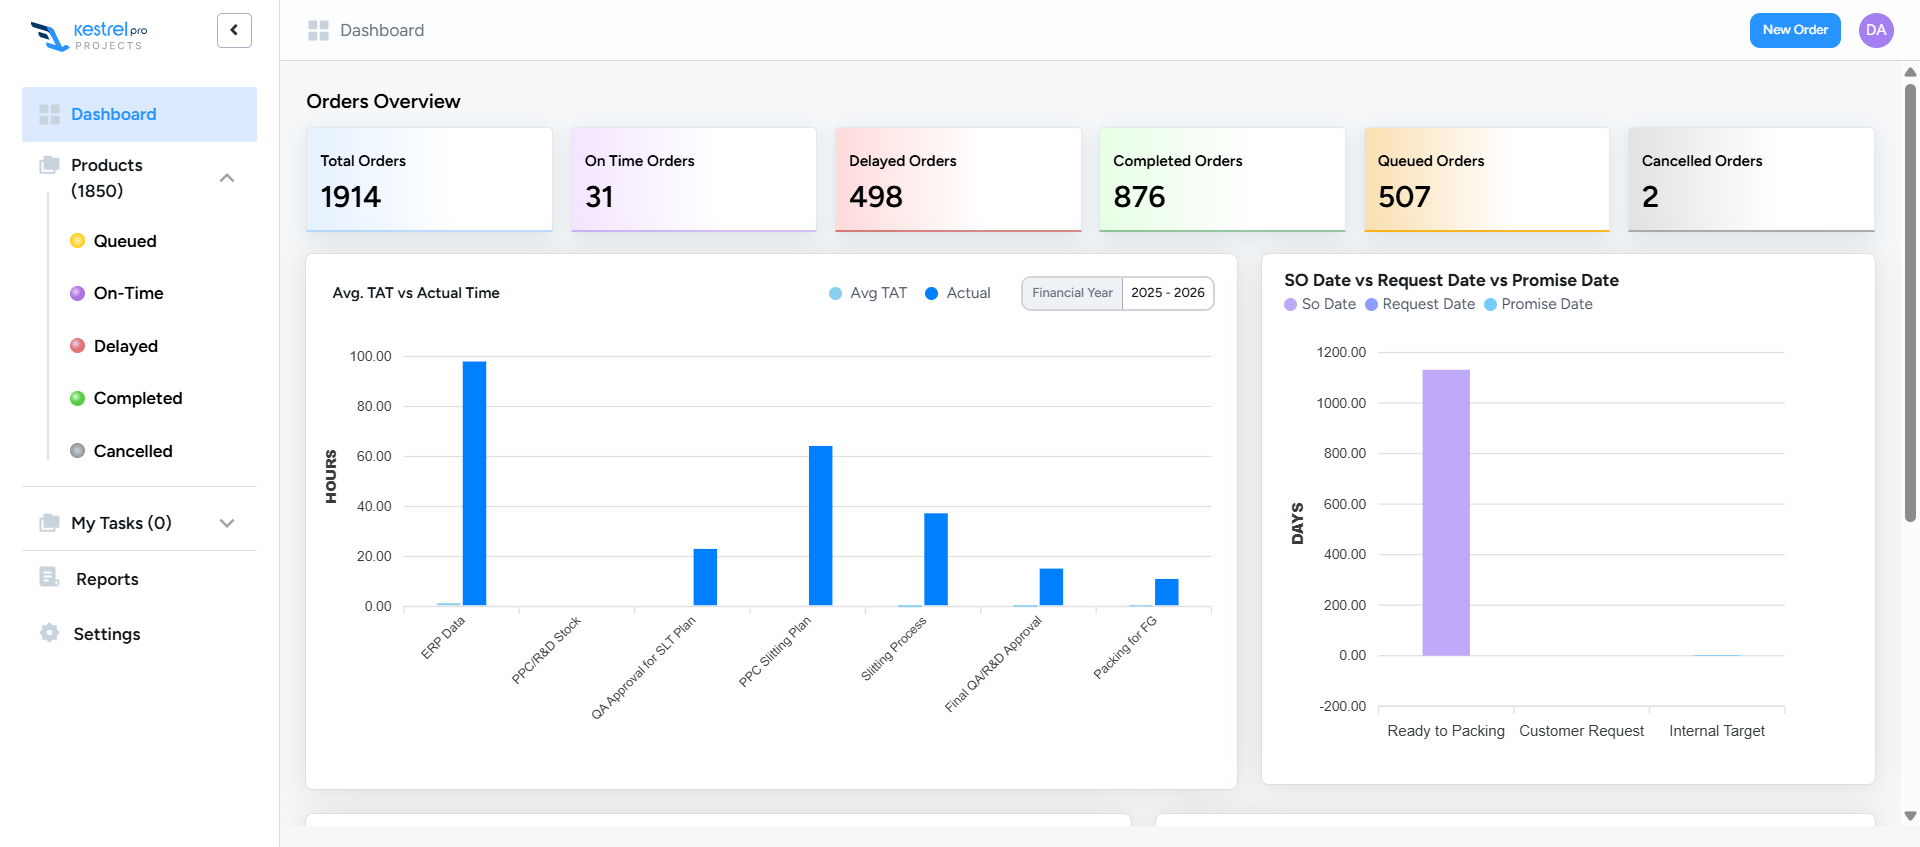 Kestrel pro
PROJECTS
Dashboard
New Order
DA
Dashboard
Products
(1850)
Queued
On-Time
Delayed
Completed
Cancelled
My Tasks (0)
Reports
Settings
Orders Overview
Total Orders
1914
On Time Orders
31
Delayed Orders
498
Completed Orders
876
Queued Orders
507
Cancelled Orders
2
Avg. TAT vs Actual Time
Avg TAT
Actual
Financial Year
2025 - 2026
HOURS
100.00
80.00
60.00
40.00
20.00
0.00
ERP Data
PPC/R&D Stock
QA Approval for SLT Plan
PPC Slitting Plan
Slitting Process
Final QA/R&D Approval
Packing for FG
SO Date vs Request Date vs Promise Date
So Date
Request Date
Promise Date
DAYS
1200.00
1000.00
800.00
600.00
400.00
200.00
0.00
-200.00
Ready to Packing
Customer Request
Internal Target